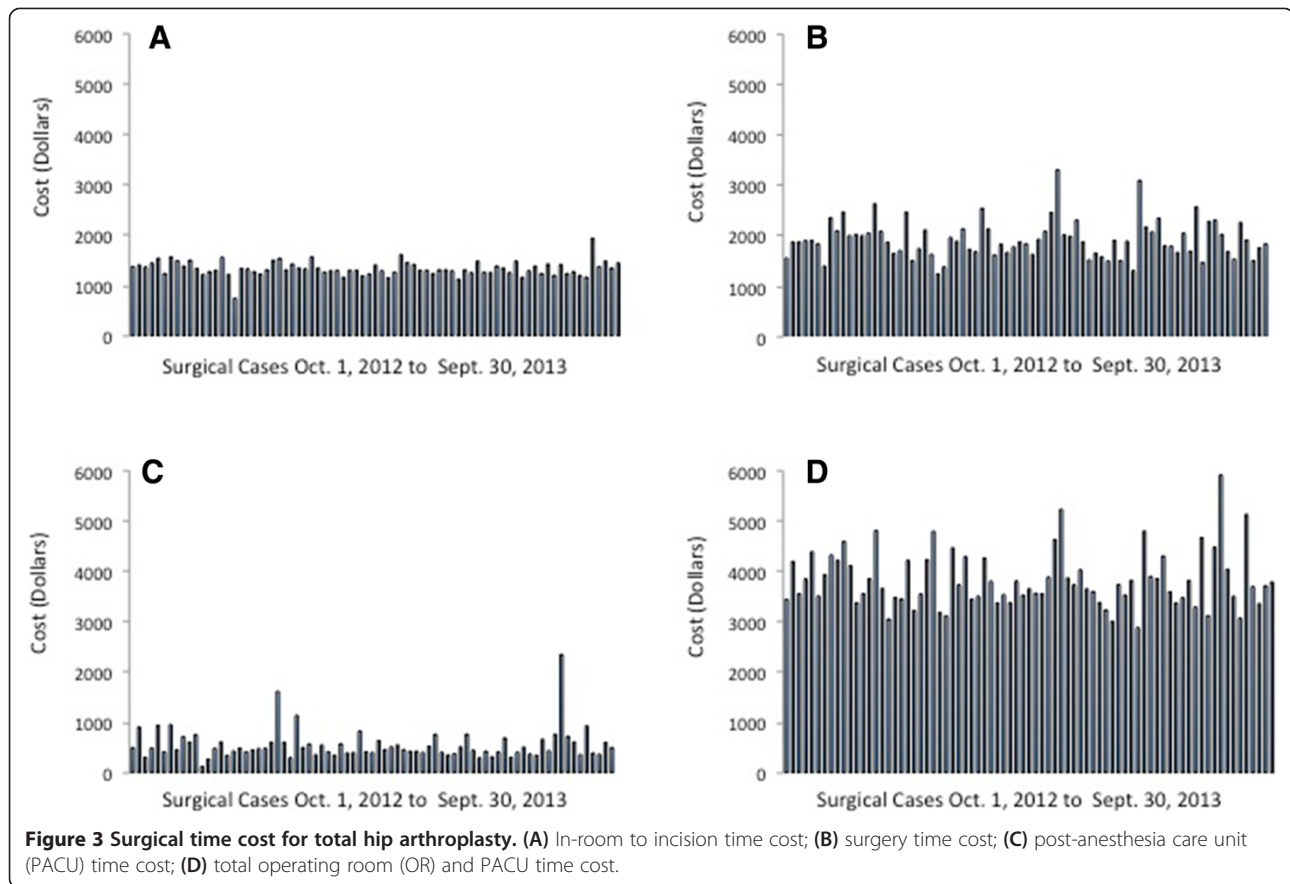 A
6000
5000
4000
3000
2000
1000
0
Cost (Dollars)
Surgical Cases Oct. 1, 2012 to Sept. 30, 2013
B
6000
5000
4000
3000
2000
1000
0
Cost (Dollars)
Surgical Cases Oct. 1, 2012 to Sept. 30, 2013
C
6000
5000
4000
3000
2000
1000
0
Cost (Dollars)
Surgical Cases Oct. 1, 2012 to Sept. 30, 2013
D
6000
5000
4000
3000
2000
1000
0
Cost (Dollars)
Surgical Cases Oct. 1, 2012 to Sept. 30, 2013
Figure 3 Surgical time cost for total hip arthroplasty. (A) In-room to incision time cost; (B) surgery time cost; (C) post-anesthesia care unit
(PACU) time cost; (D) total operating room (OR) and PACU time cost.